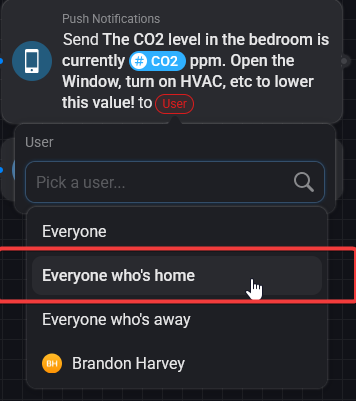 Push Notifications
Send The CO2 level in the bedroom is
currently # CO2 ppm. Open the
Window, turn on HVAC, etc to lower
this value! to User
User
Pick a user...
Everyone
Everyone who's home
Everyone who's away
BH Brandon Harvey